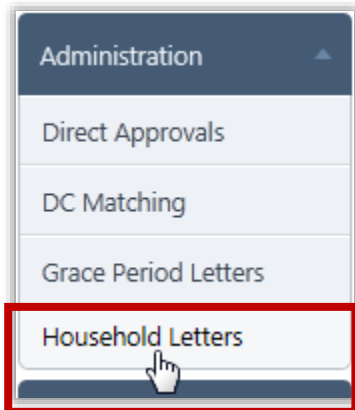 Administration
Direct Approvals
DC Matching
Grace Period Letters
Household Letters